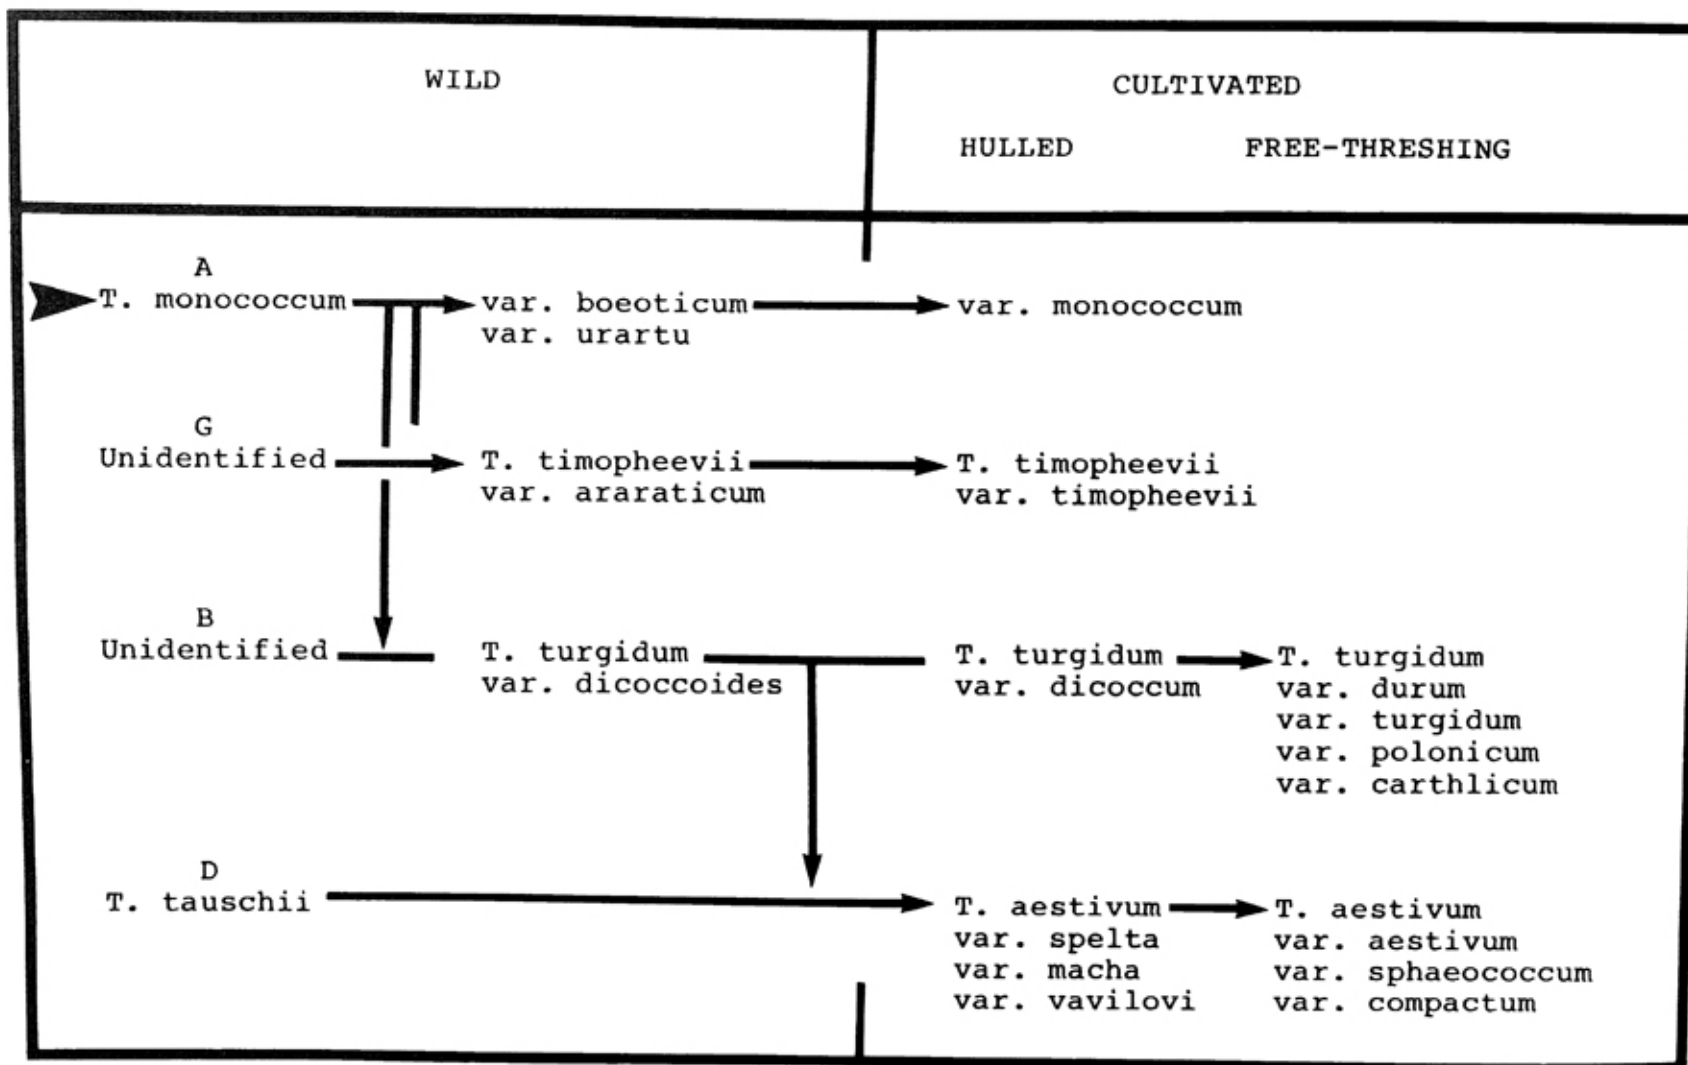 WILD
CULTIVATED
HULLED FREE-THRESHING
A
T. monococcum var. boeoticum var. monococcum
var. urartu
G
Unidentified T. timopheevii T. timopheevii
var. araraticum var. timopheevii
B
Unidentified T. turgidum T. turgidum T. turgidum
var. dicoccoides var. dicoccum var. durum
var. turgidum
var. polonicum
var. carthlicum
D
T. tauschii T. aestivum T. aestivum
var. spelta var. aestivum
var. macha var. sphaeococcum
var. vavilovi var. compactum